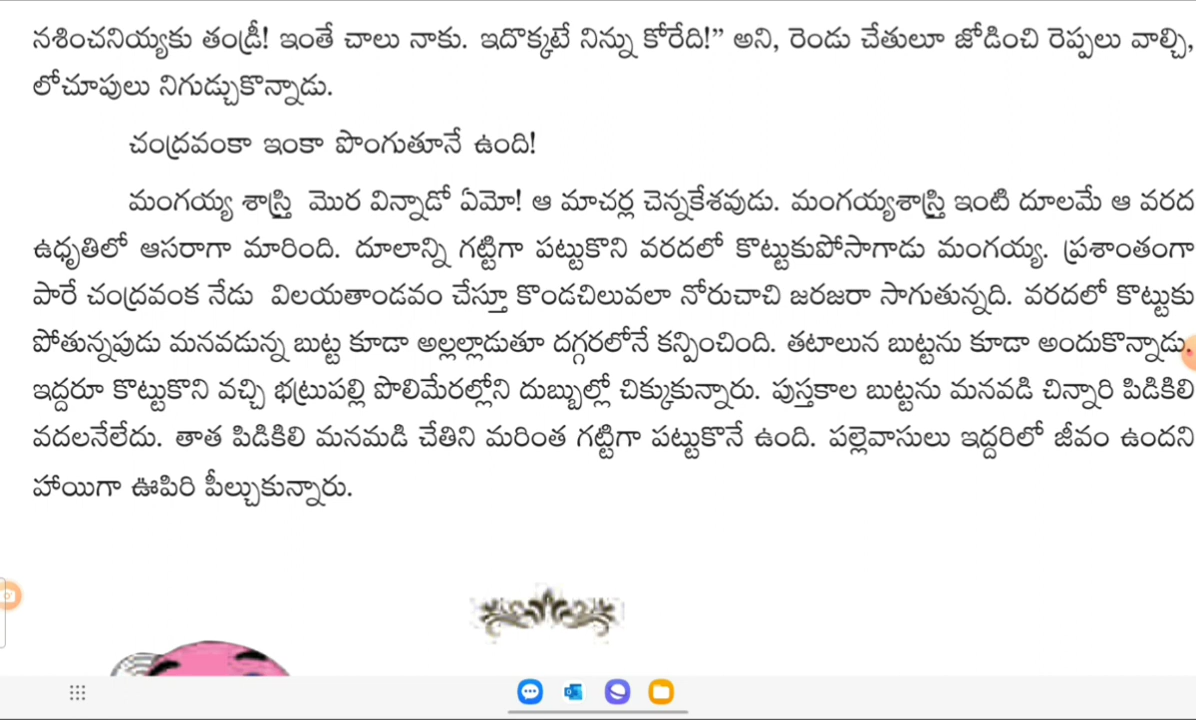 నశించనియ్యకు తండ్రీ! ఇంతే చాలు నాకు. ఇదొక్కటే నిన్ను కోరేది!” అని, రెండు చేతులూ జోడించి రెప్పలు వాల్చి,
లోచూపులు నిగుడ్చుకొన్నాడు.
చంద్రవంకా ఇంకా పొంగుతూనే ఉంది!
మంగయ్య శాస్త్రి మొర విన్నాడో ఏమో! ఆ మాచర్ల చెన్నకేశవుడు. మంగయ్యశాస్త్రి ఇంటి దూలమే ఆ వరద
ఉధృతిలో ఆసరాగా మారింది. దూలాన్ని గట్టిగా పట్టుకొని వరదలో కొట్టుకుపోసాగాడు మంగయ్య. ప్రశాంతంగా
పారే చంద్రవంక నేడు విలయతాండవం చేస్తూ కొండచిలువలా నోరుచాచి జరజరా సాగుతున్నది. వరదలో కొట్టుకు
పోతున్నపుడు మనవడున్న బుట్ట కూడా అల్లల్లాడుతూ దగ్గరలోనే కన్పించింది. తటాలున బుట్టను కూడా అందుకొన్నాడు.
ఇద్దరూ కొట్టుకొని వచ్చి భట్రుపల్లి పొలిమేరల్లోని దుబ్బుల్లో చిక్కుకున్నారు. పుస్తకాల బుట్టను మనవడి చిన్నారి పిడికిలి
వదలనేలేదు. తాత పిడికిలి మనమడి చేతిని మరింత గట్టిగా పట్టుకొనే ఉంది. పల్లెవాసులు ఇద్దరిలో జీవం ఉందని
హాయిగా ఊపిరి పీల్చుకున్నారు.